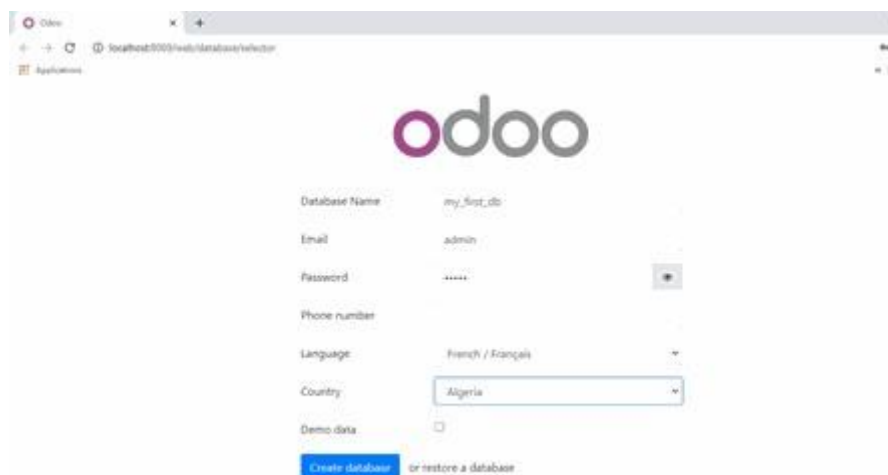 Odoo
localhost:8069/web/database/selector
Applications
odoo
Database Name my_first_db
Email admin
Password •••••
Phone number
Language French / Français
Country Algeria
Demo data
Create database or restore a database